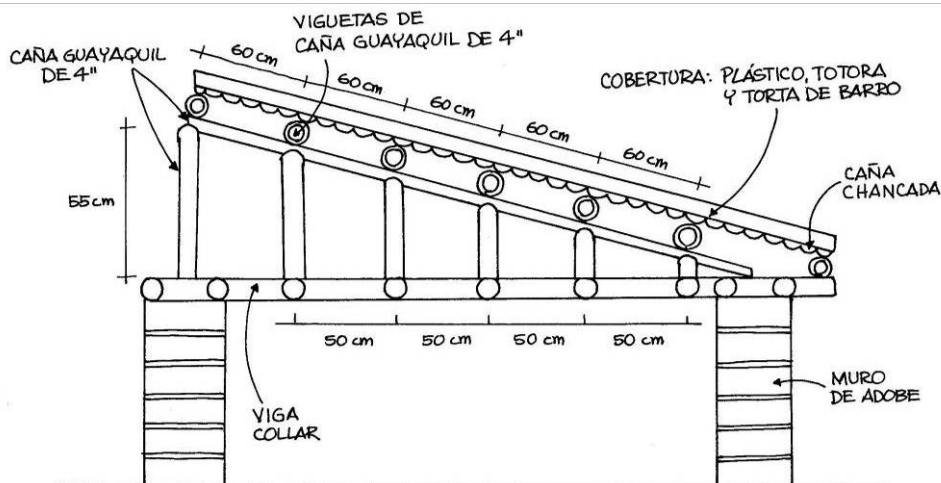 VIGUETAS DE
CAÑA GUAYAQUIL DE 4"
CAÑA GUAYAQUIL
DE 4"
60 cm
60 cm
60 cm
60 cm
60 cm
COBERTURA: PLÁSTICO, TOTORA
Y TORTA DE BARRO
CAÑA
CHANCADA
55 cm
50 cm
50 cm
50 cm
50 cm
VIGA
COLLAR
MURO
DE ADOBE